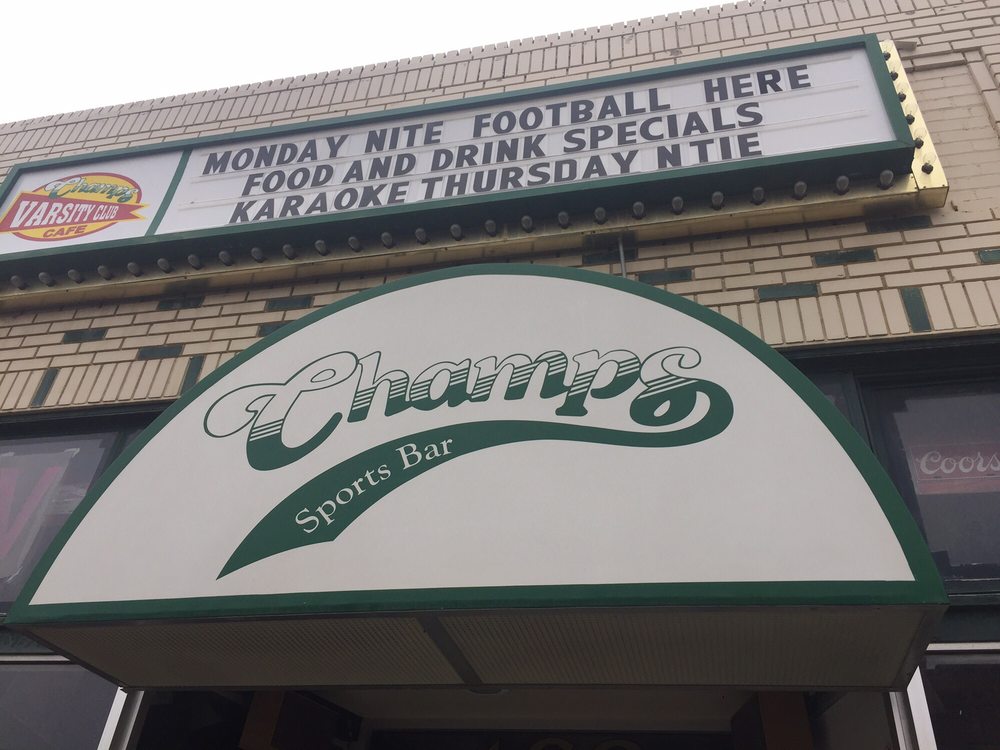 MONDAY NITE FOOTBALL HERE
FOOD AND DRINK SPECIALS
KARAOKE THURSDAY NTIE
Champs
VARSITY CLUB
CAFE
Champs
Sports Bar
Coors